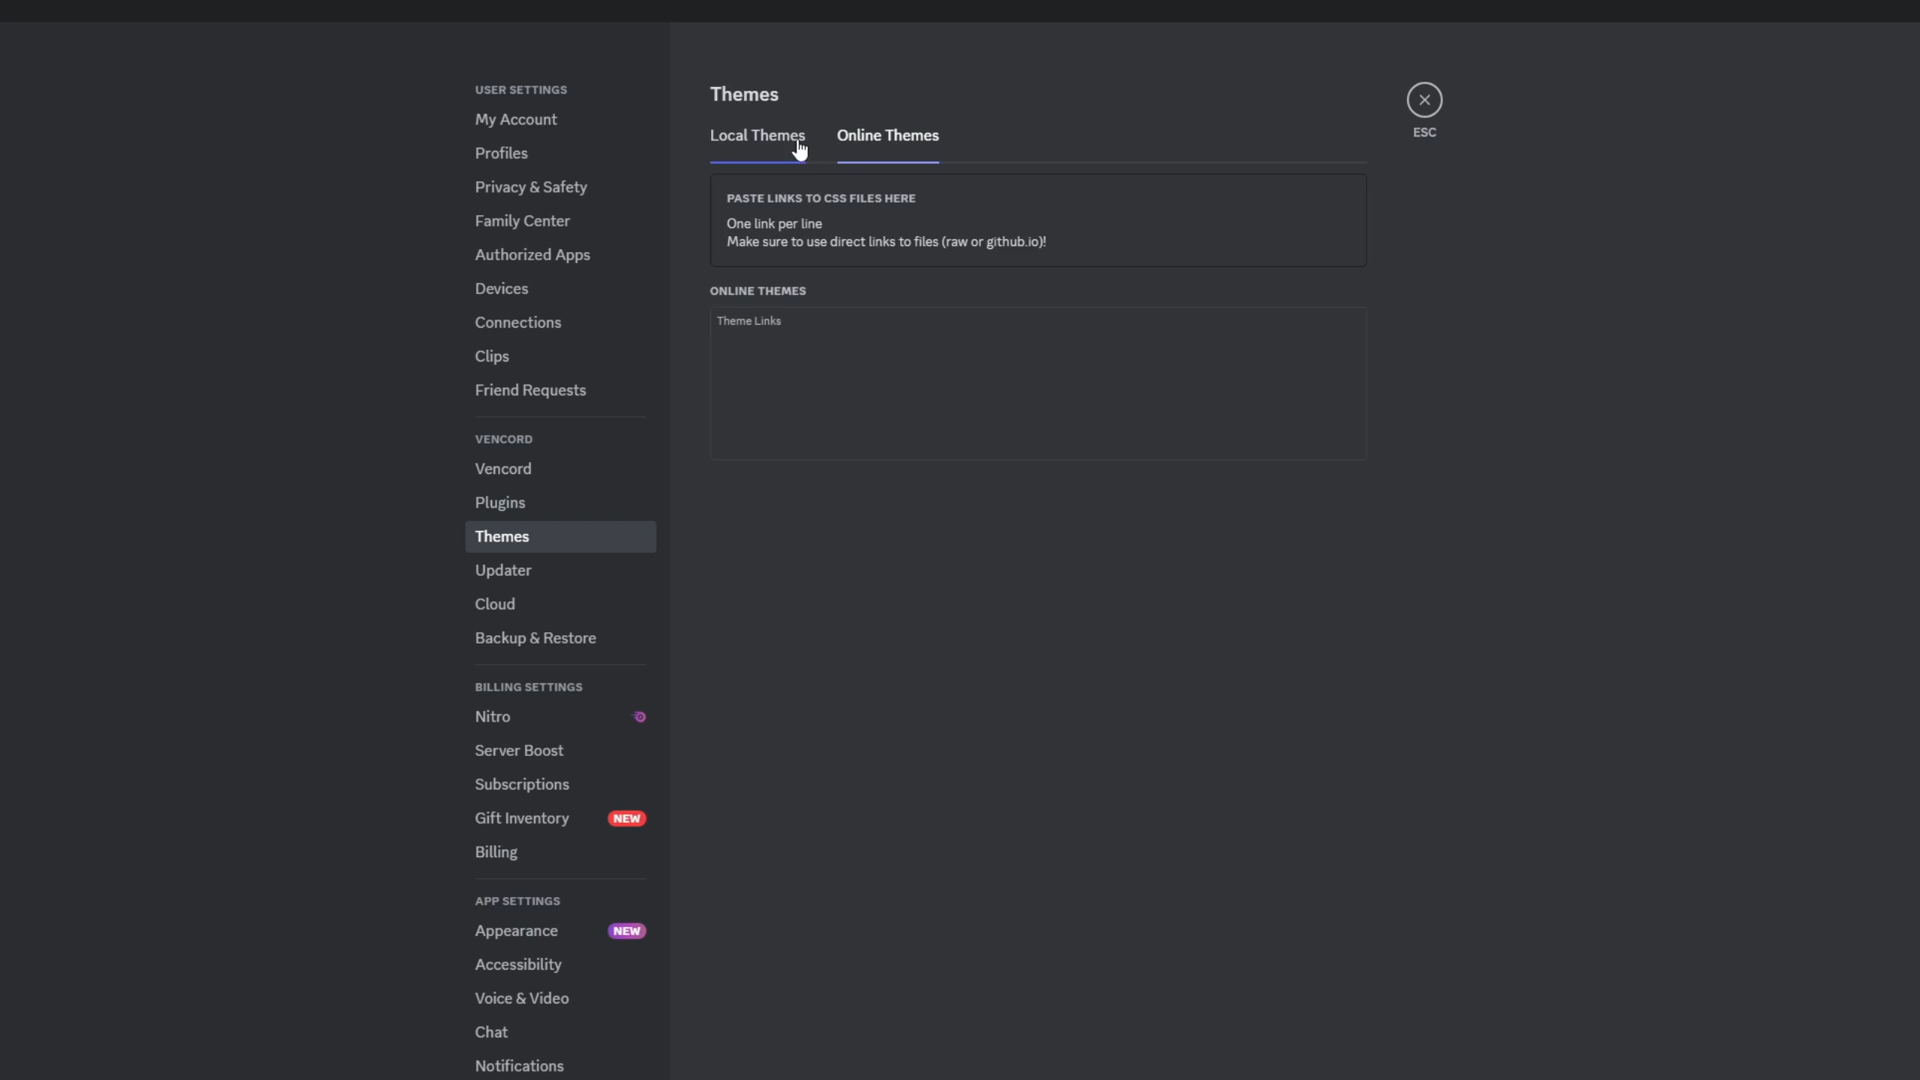 USER SETTINGS
My Account
Profiles
Privacy & Safety
Family Center
Authorized Apps
Devices
Connections
Clips
Friend Requests
VENCORD
Vencord
Plugins
Themes
Updater
Cloud
Backup & Restore
BILLING SETTINGS
Nitro
Server Boost
Subscriptions
Gift Inventory NEW
Billing
APP SETTINGS
Appearance NEW
Accessibility
Voice & Video
Chat
Notifications
Themes
Local Themes Online Themes
PASTE LINKS TO CSS FILES HERE
One link per line
Make sure to use direct links to files (raw or github.io)!
ONLINE THEMES
Theme Links
ESC